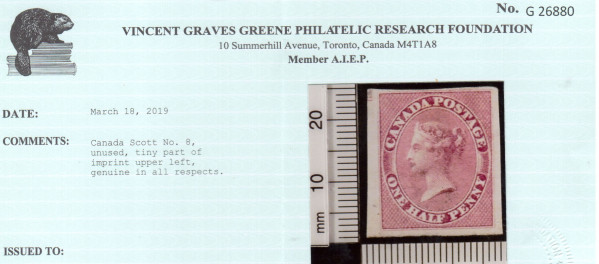 No. G 26880
VINCENT GRAVES GREENE PHILATELIC RESEARCH FOUNDATION
10 Summerhill Avenue, Toronto, Canada M4T1A8
Member A.I.E.P.
DATE: March 18, 2019
COMMENTS: Canada Scott No. 8,
unused, tiny part of
imprint upper left,
genuine in all respects.
ISSUED TO:
20
10
mm
CANADA POSTAGE
ONE HALF PENNY